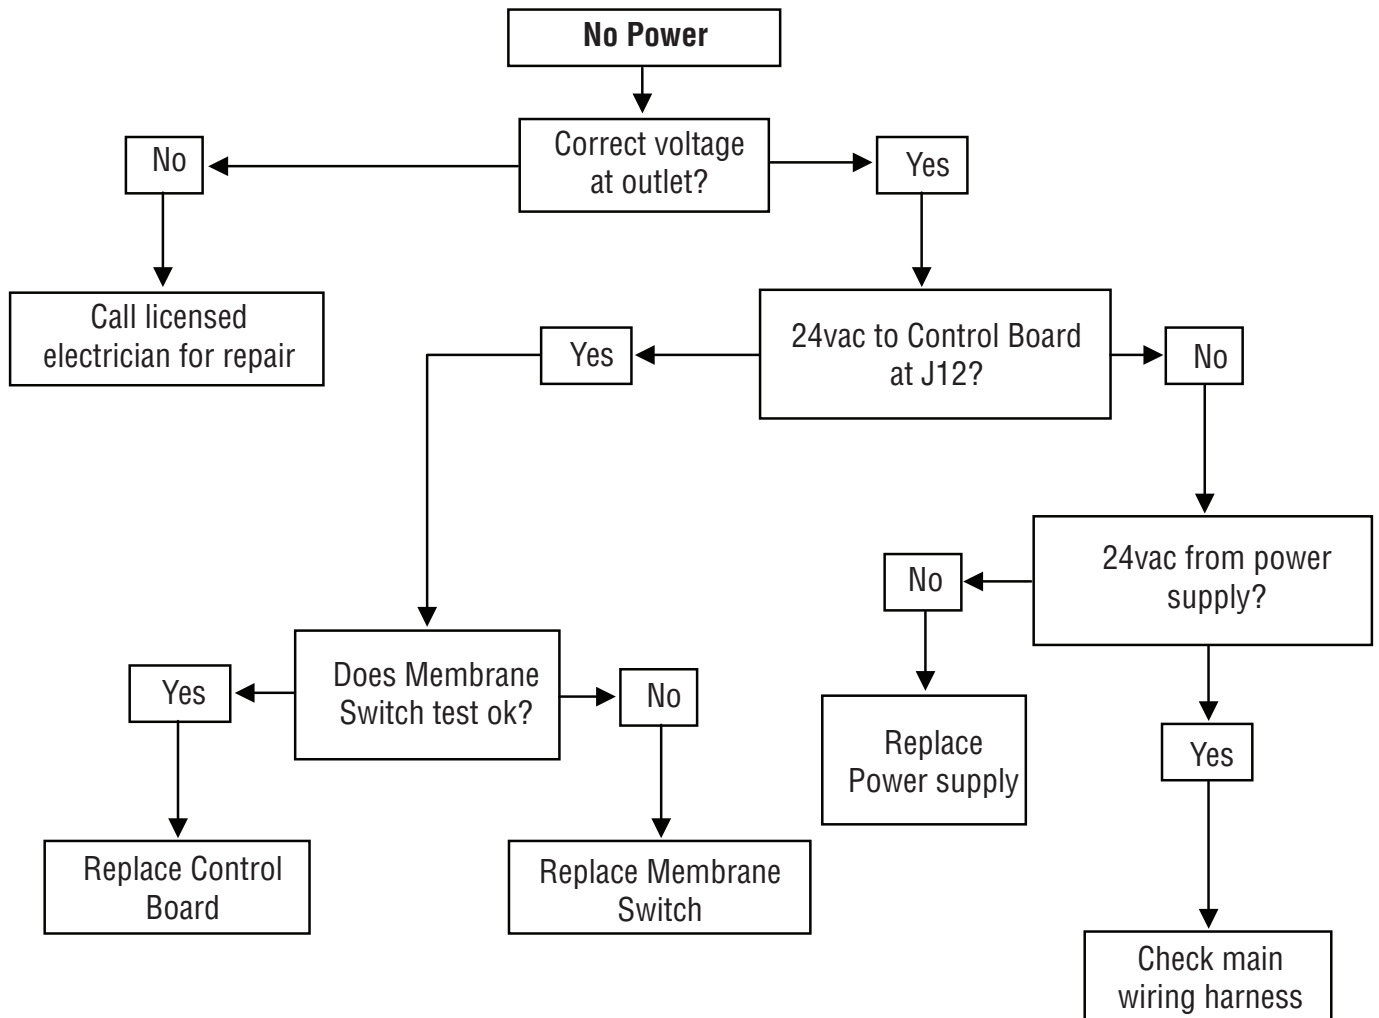 No Power
Correct voltage
at outlet?
No
Yes
Call licensed
electrician for repair
24vac to Control Board
at J12?
Yes
No
24vac from power
supply?
No
Yes
Does Membrane
Switch test ok?
Yes
No
Replace
Power supply
Replace Control
Board
Replace Membrane
Switch
Check main
wiring harness